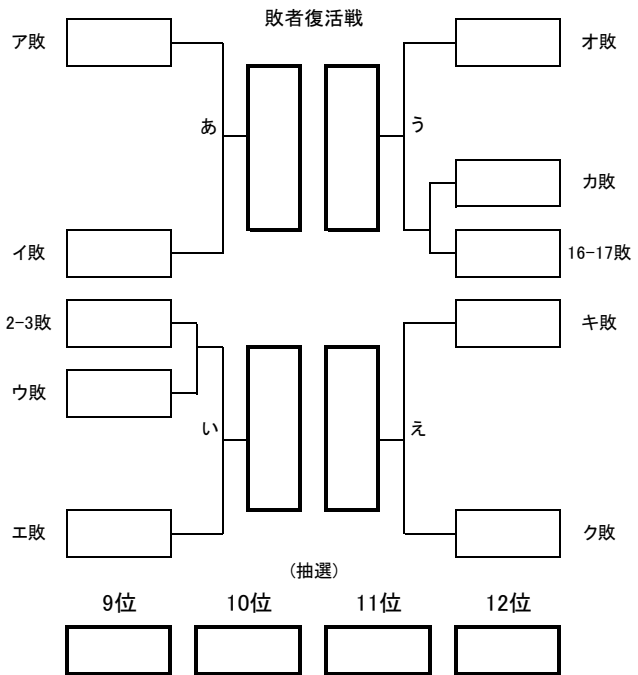 敗者復活戦
ア敗
オ敗
あ
う
カ敗
イ敗
16-17敗
2-3敗
キ敗
ウ敗
い
え
エ敗
ク敗
(抽選)
9位 10位 11位 12位